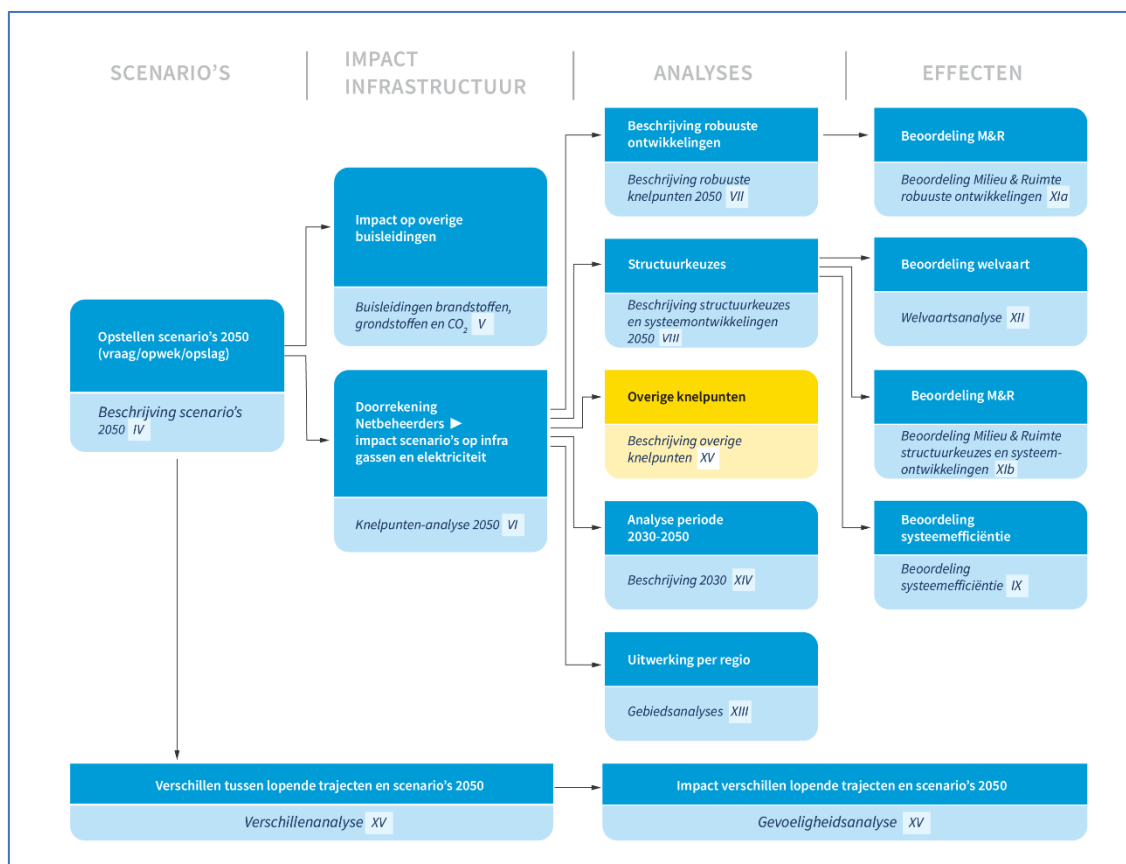 SCENARIO'S
IMPACT
INFRASTRUCTUUR
ANALYSES
EFFECTEN
Opstellen scenario's 2050
(vraag/opwek/opslag)
Beschrijving scenario's
2050 IV
Impact op overige
buisleidingen
Buisleidingen brandstoffen,
grondstoffen en CO₂ V
Doorrekening
Netbeheerders ►
impact scenario's op infra
gassen en elektriciteit
Knelpunten-analyse 2050 VI
Beschrijving robuuste
ontwikkelingen
Beschrijving robuuste
knelpunten 2050 VII
Structuurkeuzes
Beschrijving structuurkeuzes
en systeemontwikkelingen
2050 VIII
Overige knelpunten
Beschrijving overige
knelpunten XV
Analyse periode
2030-2050
Beschrijving 2030 XIV
Uitwerking per regio
Gebiedsanalyses XIII
Beoordeling M&R
Beoordeling Milieu & Ruimte
robuuste ontwikkelingen XIa
Beoordeling welvaart
Welvaartsanalyse XII
Beoordeling M&R
Beoordeling Milieu & Ruimte
structuurkeuzes en systeem-
ontwikkelingen XIb
Beoordeling
systeemefficiëntie
Beoordeling
systeemefficiëntie IX
Verschillen tussen lopende trajecten en scenario's 2050
Verschillenanalyse XV
Impact verschillen lopende trajecten en scenario's 2050
Gevoeligheidsanalyse XV